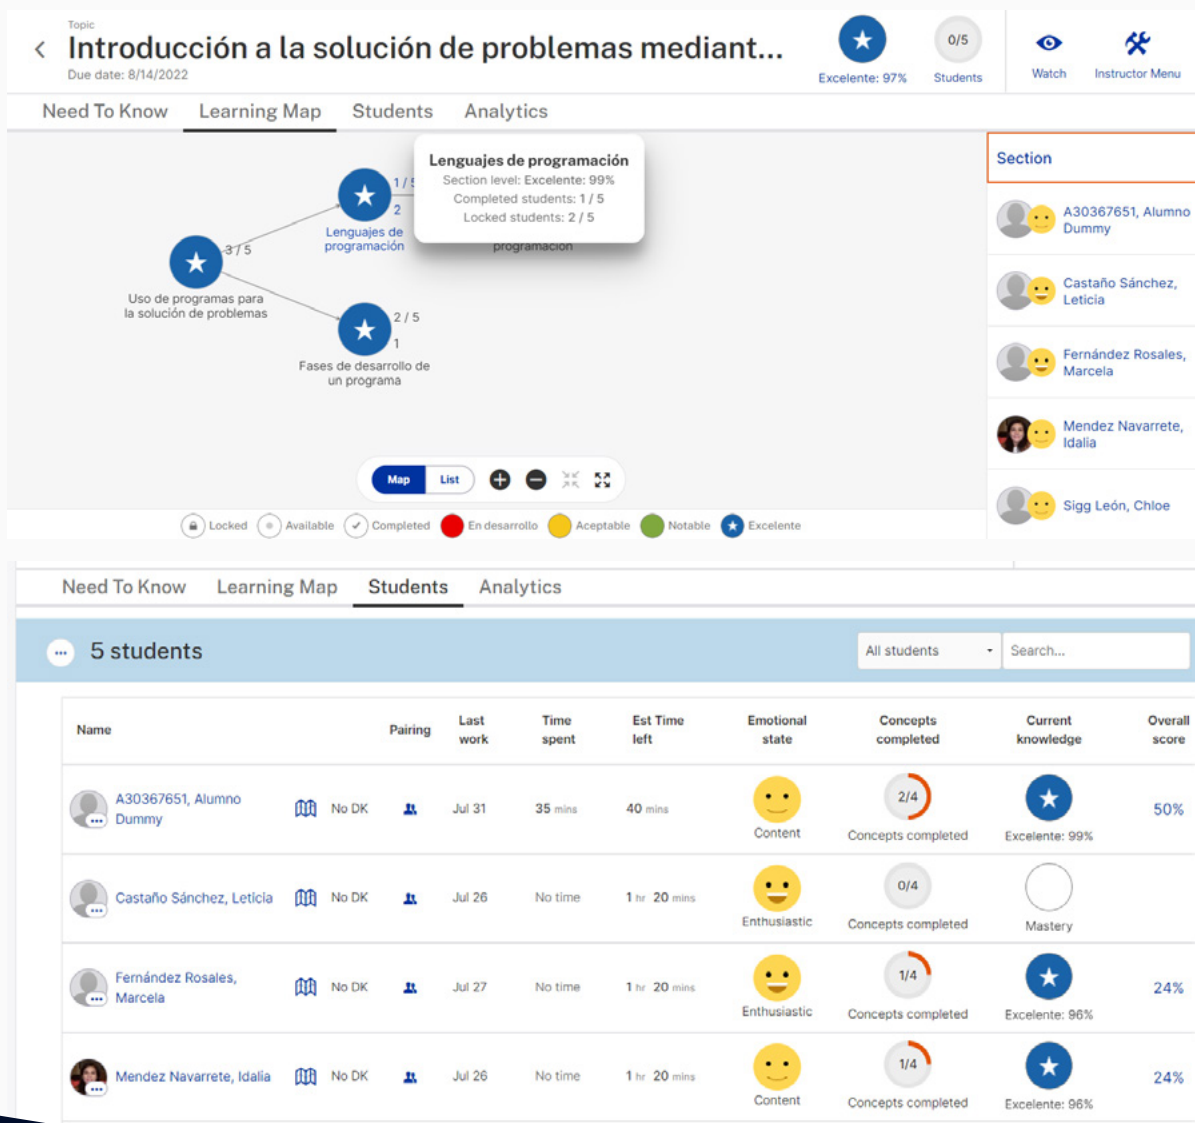 Topic
Introducción a la solución de problemas mediant...
Due date: 8/14/2022
Excelente: 97%
0/5
Students
Watch
Instructor Menu
Need To Know
Learning Map
Students
Analytics
Lenguajes de programación
Section level: Excelente: 99%
Completed students: 1 / 5
Locked students: 2 / 5
1 / 5
2
Lenguajes de
programación
programación
3 / 5
Uso de programas para
la solución de problemas
2 / 5
1
Fases de desarrollo de
un programa
Map
List
Locked
Available
Completed
En desarrollo
Aceptable
Notable
Excelente
Section
A30367651, Alumno
Dummy
Castaño Sánchez,
Leticia
Fernández Rosales,
Marcela
Mendez Navarrete,
Idalia
Sigg León, Chloe
Need To Know
Learning Map
Students
Analytics
5 students
All students
Search...
Name
Pairing
Last
work
Time
spent
Est Time
left
Emotional
state
Concepts
completed
Current
knowledge
Overall
score
A30367651, Alumno
Dummy
No DK
Jul 31
35 mins
40 mins
Content
2/4
Concepts completed
Excelente: 99%
50%
Castaño Sánchez, Leticia
No DK
Jul 26
No time
1 hr 20 mins
Enthusiastic
0/4
Concepts completed
Mastery
Fernández Rosales,
Marcela
No DK
Jul 27
No time
1 hr 20 mins
Enthusiastic
1/4
Concepts completed
Excelente: 96%
24%
Mendez Navarrete, Idalia
No DK
Jul 26
No time
1 hr 20 mins
Content
1/4
Concepts completed
Excelente: 96%
24%